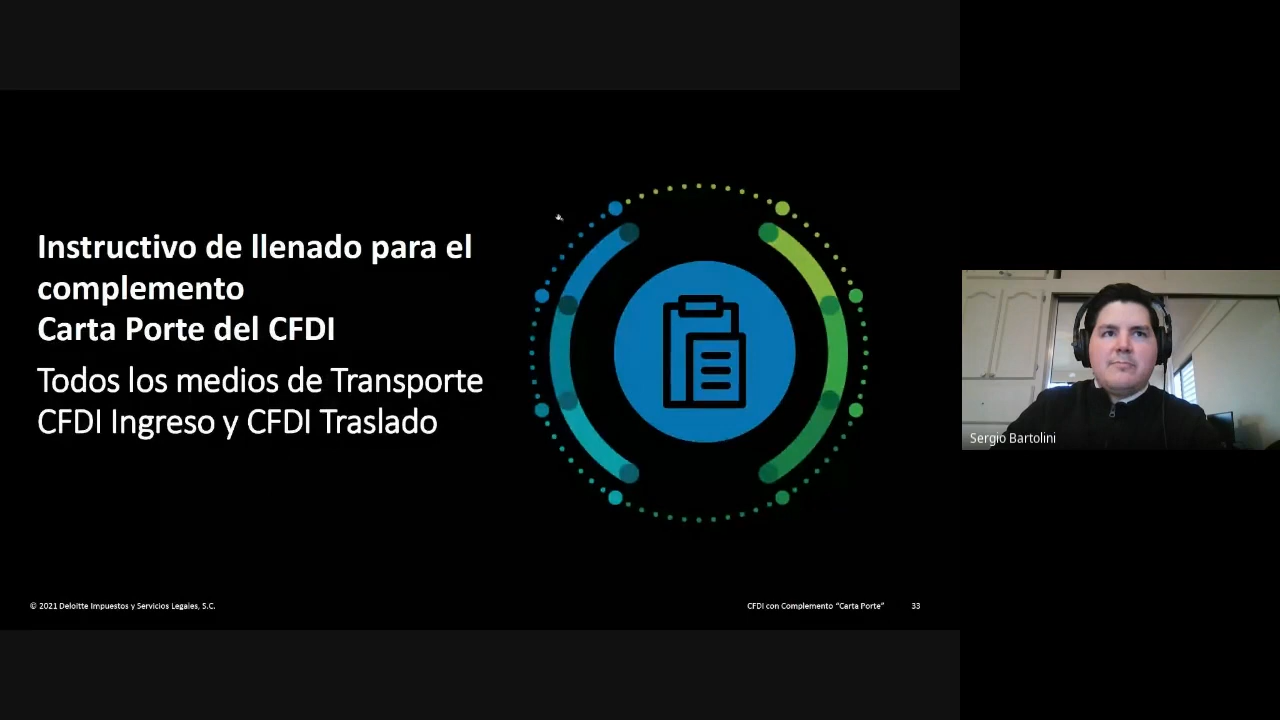 Instructivo de llenado para el
complemento
Carta Porte del CFDI
Todos los medios de Transporte
CFDI Ingreso y CFDI Traslado
© 2021 Deloitte Impuestos y Servicios Legales, S.C.
CFDI con Complemento “Carta Porte”
33
Sergio Bartolini